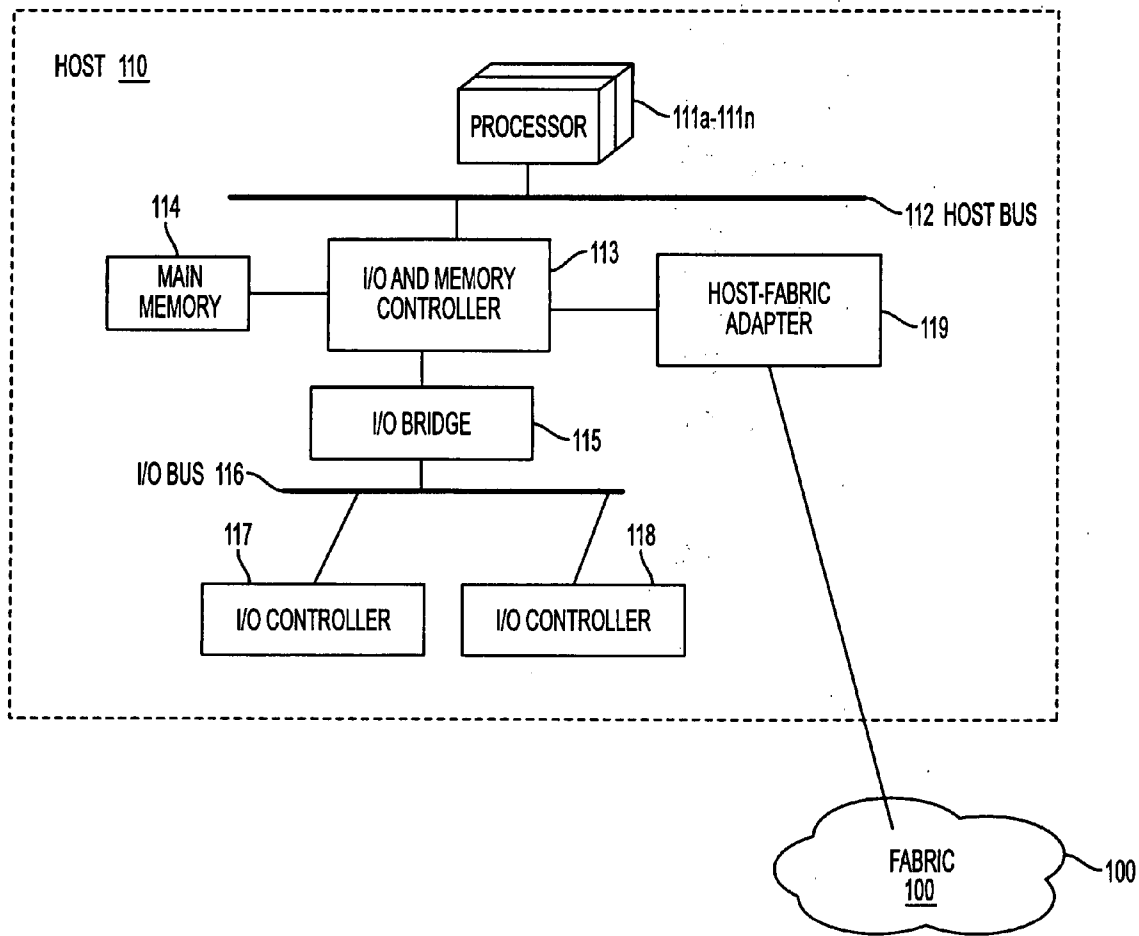 HOST 110
PROCESSOR
111a-111n
112 HOST BUS
114
MAIN
MEMORY
I/O AND MEMORY
CONTROLLER
113
HOST-FABRIC
ADAPTER
119
I/O BRIDGE
115
I/O BUS 116
117
I/O CONTROLLER
118
I/O CONTROLLER
FABRIC
100
100